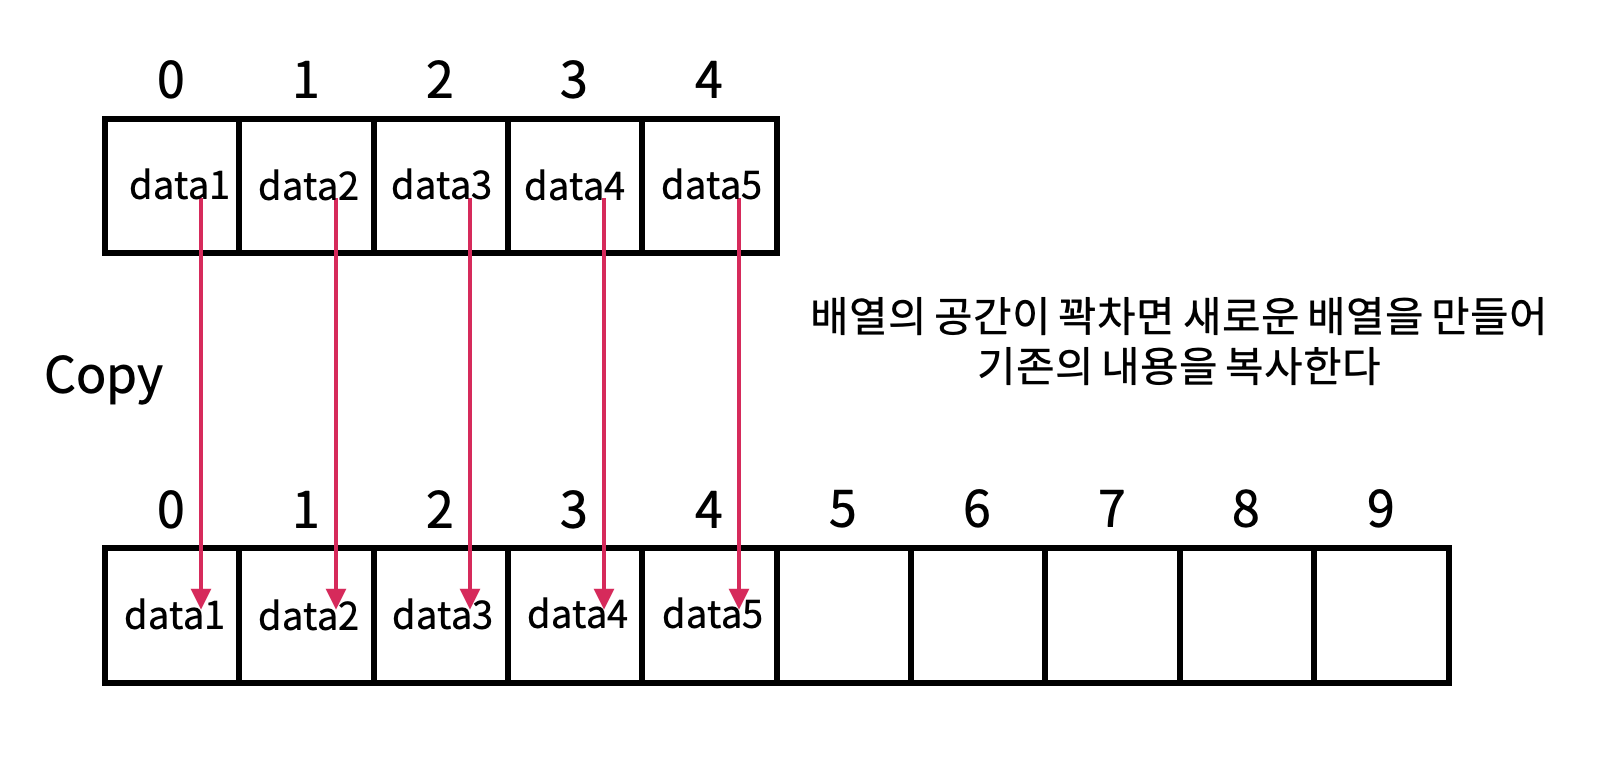 0 1 2 3 4
data1 data2 data3 data4 data5
배열의 공간이 꽉차면 새로운 배열을 만들어
기존의 내용을 복사한다
Copy
0 1 2 3 4 5 6 7 8 9
data1 data2 data3 data4 data5